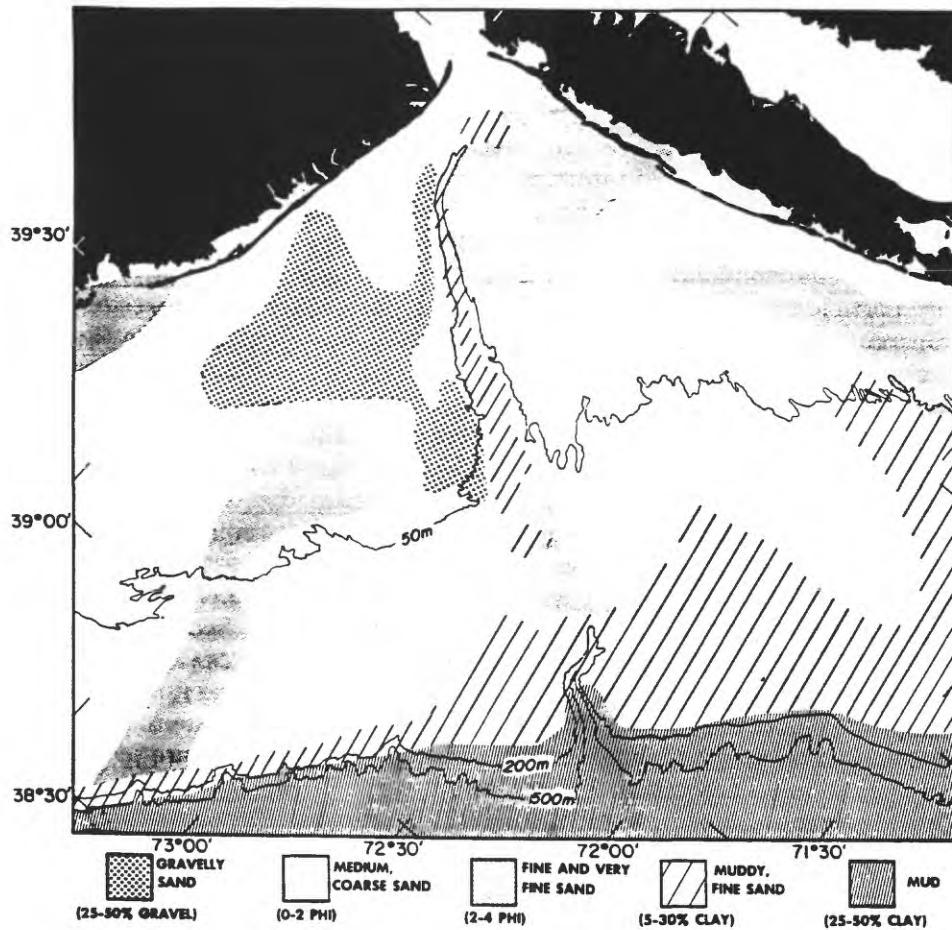 39°30'
39°00'
50m
200m
38°30'
500m
73°00'
72°30'
72°00'
71°30'
GRAVELLY
SAND
(25-50% GRAVEL)
MEDIUM,
COARSE SAND
(0-2 PHI)
FINE AND VERY
FINE SAND
(2-4 PHI)
MUDDY,
FINE SAND
(5-30% CLAY)
MUD
(25-50% CLAY)